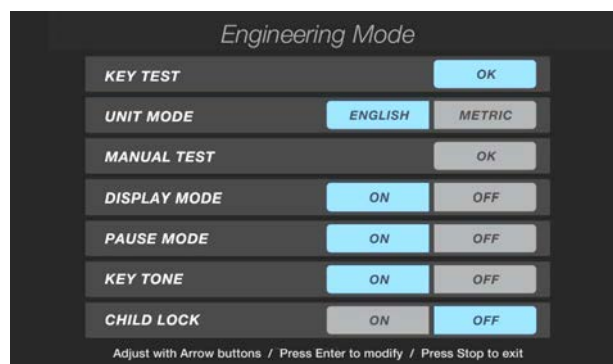 Engineering Mode
KEY TEST OK
UNIT MODE ENGLISH METRIC
MANUAL TEST OK
DISPLAY MODE ON OFF
PAUSE MODE ON OFF
KEY TONE ON OFF
CHILD LOCK ON OFF
Adjust with Arrow buttons / Press Enter to modify / Press Stop to exit